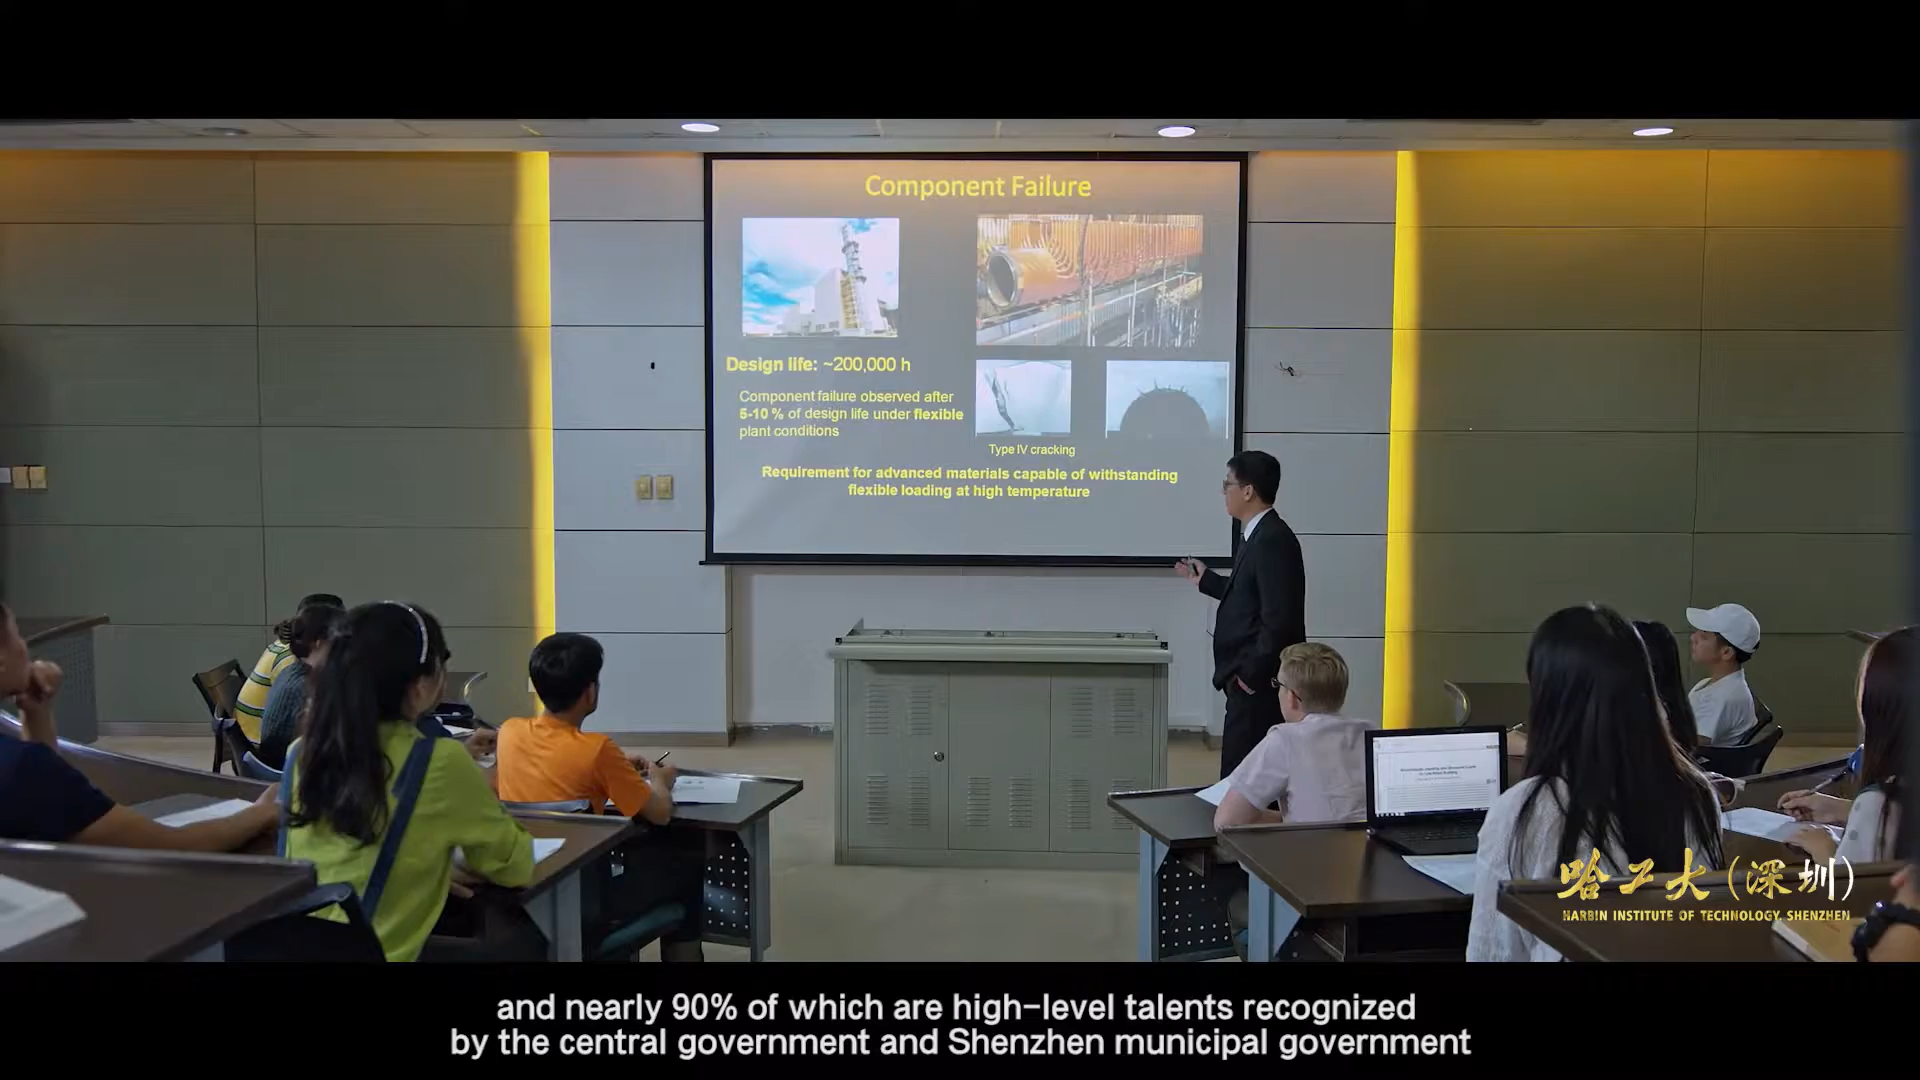 Component Failure
Design life: ~200,000 h
Component failure observed after
5-10 % of design life under flexible
plant conditions
Type IV cracking
Requirement for advanced materials capable of withstanding
flexible loading at high temperature
哈工大(深圳)
HARBIN INSTITUTE OF TECHNOLOGY, SHENZHEN
and nearly 90% of which are high-level talents recognized
by the central government and Shenzhen municipal government